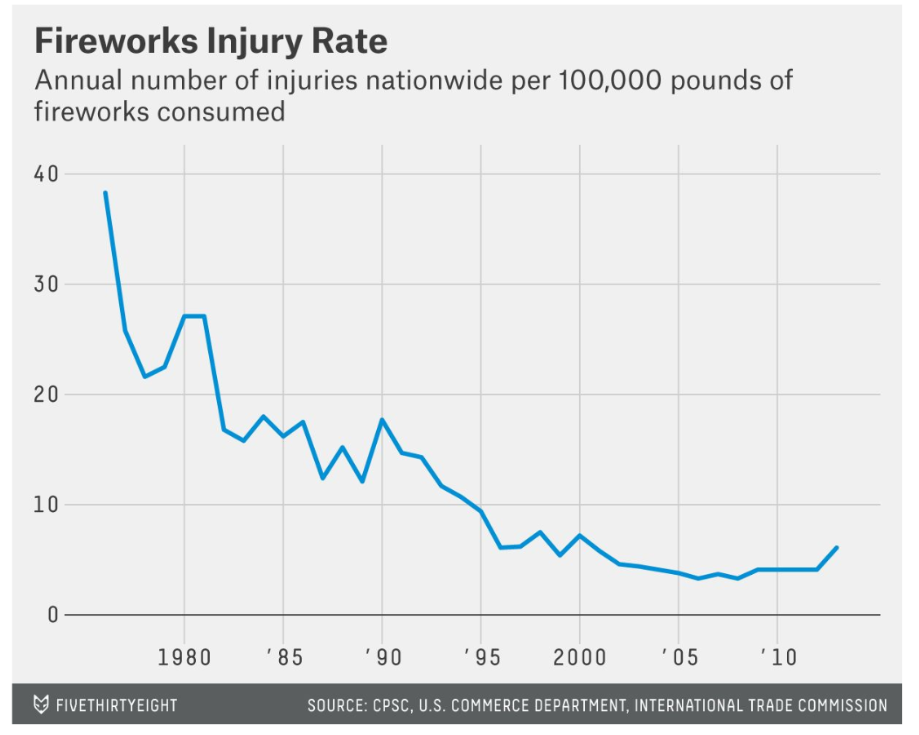 Fireworks Injury Rate
Annual number of injuries nationwide per 100,000 pounds of
fireworks consumed
40
30
20
10
0
1980 '85 '90 '95 2000 '05 '10
FIVETHIRTYEIGHT SOURCE: CPSC, U.S. COMMERCE DEPARTMENT, INTERNATIONAL TRADE COMMISSION